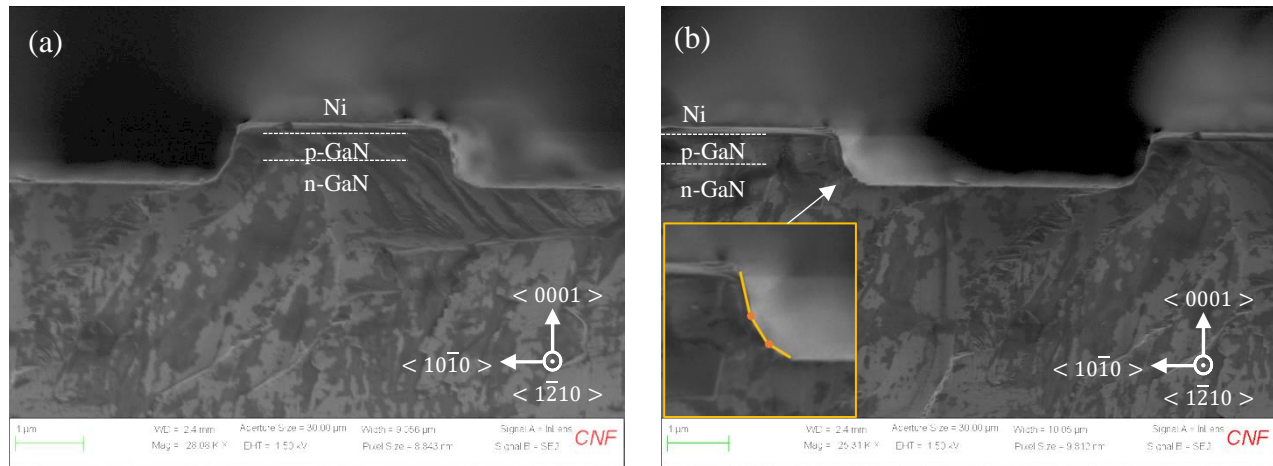 (a)
Ni
p-GaN
n-GaN
< 0001 >
< 101̅0 >
< 12̅10 >
1 µm
WD = 2.4 mm
Mag = 28.08 K X
Aperture Size = 30.00 µm
EHT = 1.50 kV
Width = 9.056 µm
Pixel Size = 8.843 nm
Signal A = InLens
Signal B = SE2
CNF
(b)
Ni
p-GaN
n-GaN
< 0001 >
< 101̅0 >
< 12̅10 >
1 µm
WD = 2.4 mm
Mag = 25.31 K X
Aperture Size = 30.00 µm
EHT = 1.50 kV
Width = 10.05 µm
Pixel Size = 9.812 nm
Signal A = InLens
Signal B = SE2
CNF